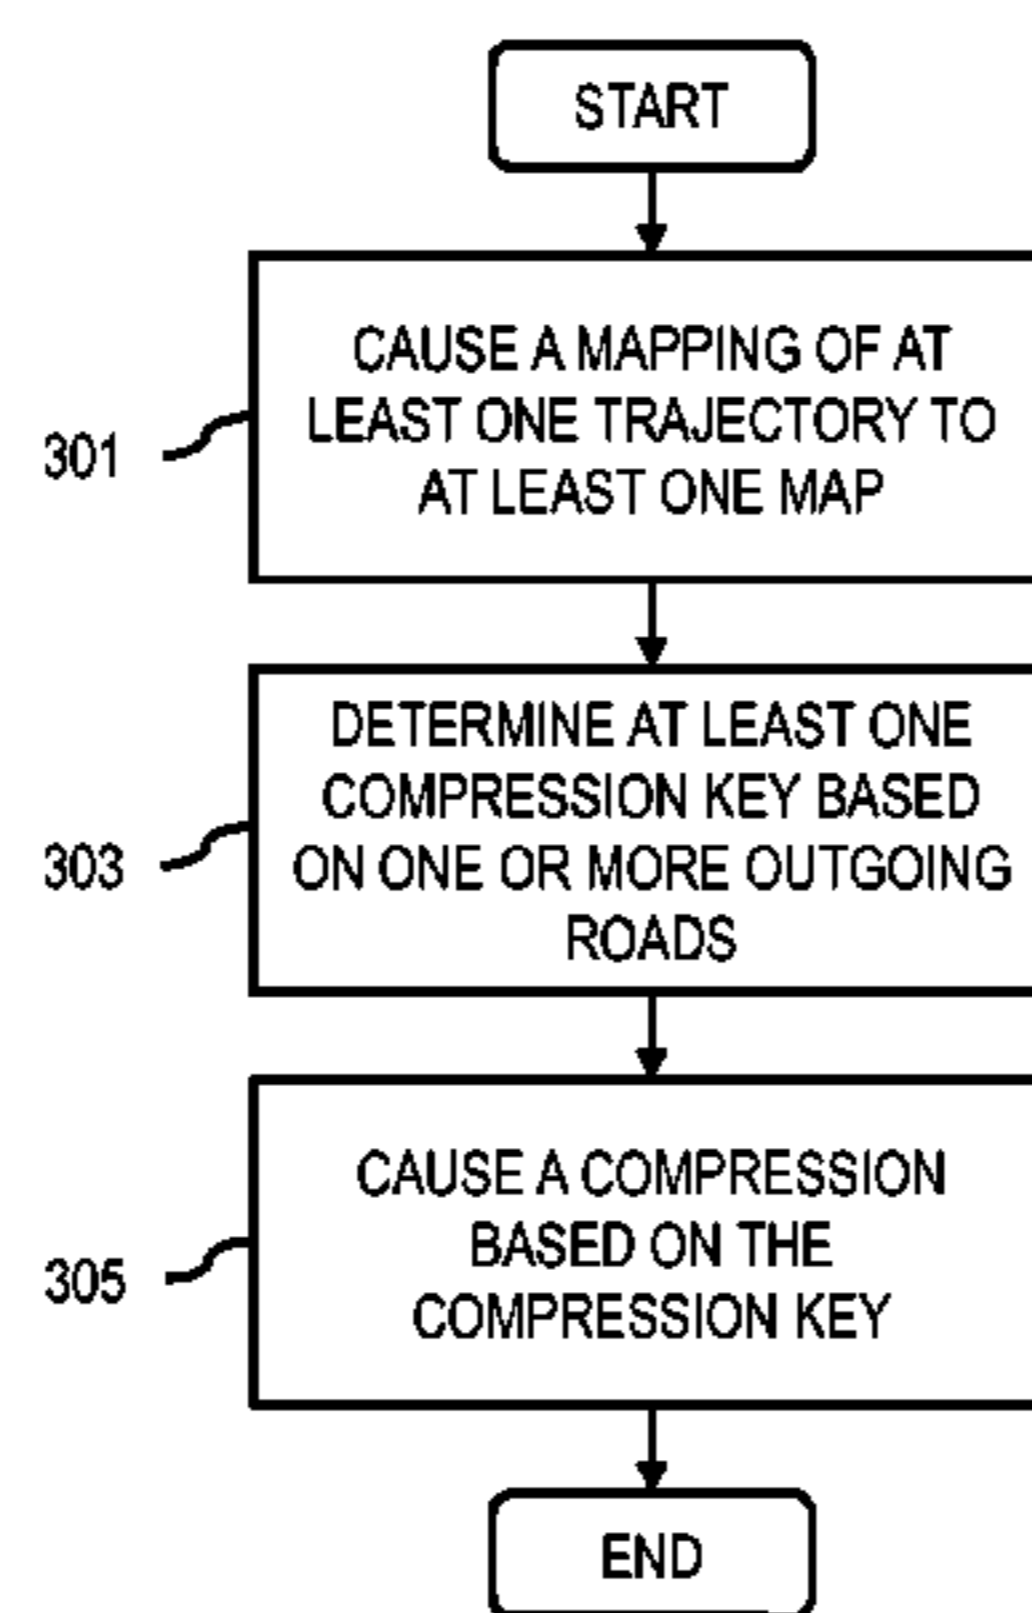 START
CAUSE A MAPPING OF AT
LEAST ONE TRAJECTORY TO
AT LEAST ONE MAP
301
DETERMINE AT LEAST ONE
COMPRESSION KEY BASED
ON ONE OR MORE OUTGOING
ROADS
303
CAUSE A COMPRESSION
BASED ON THE
COMPRESSION KEY
305
END